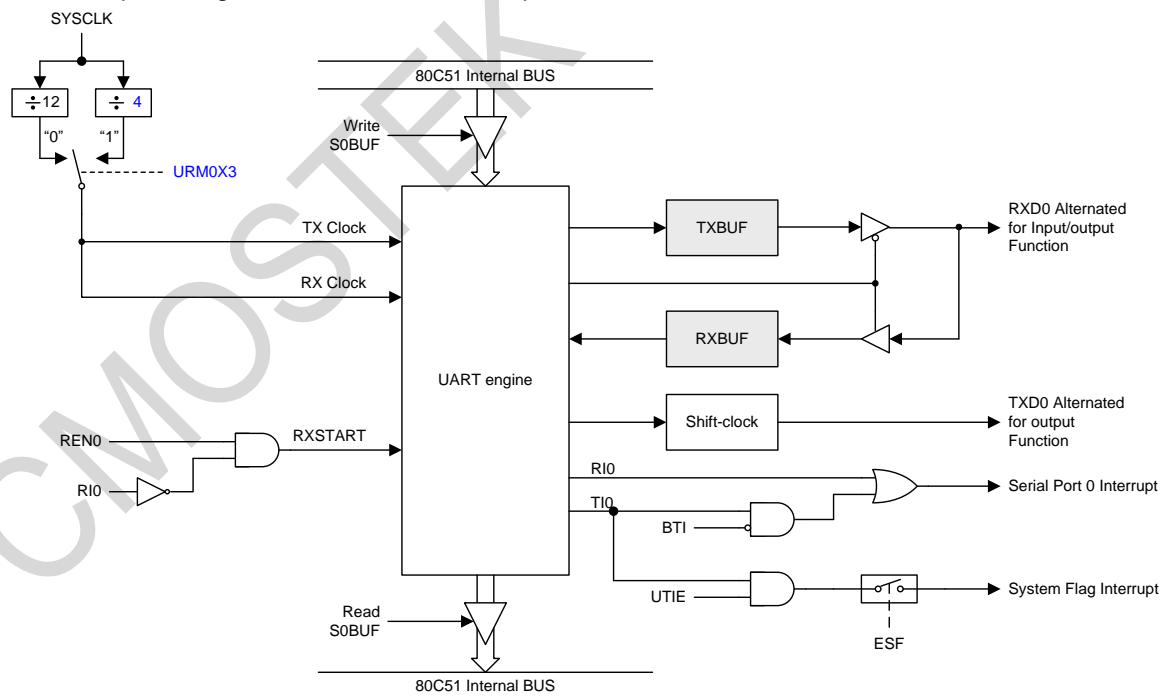 SYSCLK
80C51 Internal BUS
÷12
÷ 4
“0”
“1”
Write
S0BUF
URM0X3
TX Clock
RX Clock
TXBUF
RXD0 Alternated
for Input/output
Function
RXBUF
UART engine
Shift-clock
TXD0 Alternated
for output
Function
REN0
RXSTART
RI0
RI0
Serial Port 0 Interrupt
TI0
BTI
UTIE
System Flag Interrupt
ESF
Read
S0BUF
80C51 Internal BUS
CMOSTEK